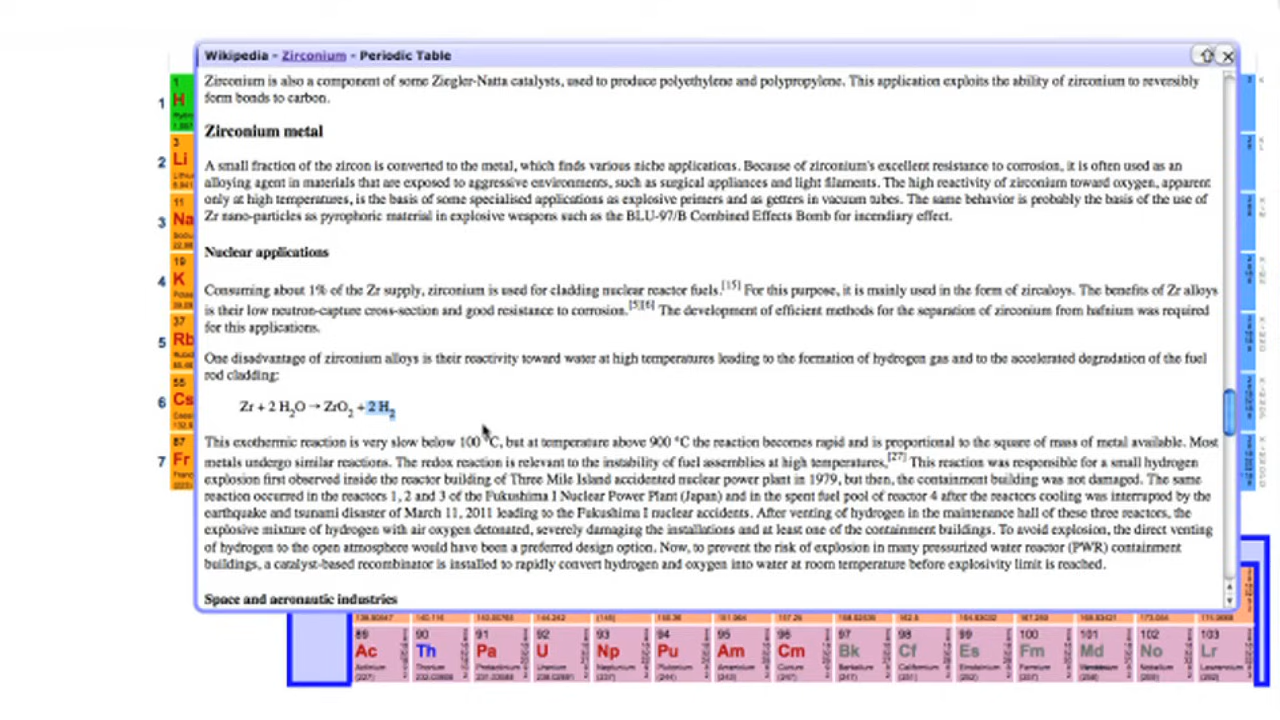 Wikipedia - Zirconium - Periodic Table
Zirconium is also a component of some Ziegler-Natta catalysts, used to produce polyethylene and polypropylene. This application exploits the ability of zirconium to reversibly
form bonds to carbon.
Zirconium metal
A small fraction of the zircon is converted to the metal, which finds various niche applications. Because of zirconium's excellent resistance to corrosion, it is often used as an
alloying agent in materials that are exposed to aggressive environments, such as surgical appliances and light filaments. The high reactivity of zirconium toward oxygen, apparent
only at high temperatures, is the basis of some specialised applications as explosive primers and as getters in vacuum tubes. The same behavior is probably the basis of the use of
Zr nano-particles as pyrophoric material in explosive weapons such as the BLU-97/B Combined Effects Bomb for incendiary effect.
Nuclear applications
Consuming about 1% of the Zr supply, zirconium is used for cladding nuclear reactor fuels.[15] For this purpose, it is mainly used in the form of zircaloys. The benefits of Zr alloys
is their low neutron-capture cross-section and good resistance to corrosion.[5][6] The development of efficient methods for the separation of zirconium from hafnium was required
for this applications.
One disadvantage of zirconium alloys is their reactivity toward water at high temperatures leading to the formation of hydrogen gas and to the accelerated degradation of the fuel
rod cladding:
Zr + 2 H2O → ZrO2 + 2 H2
This exothermic reaction is very slow below 100 °C, but at temperature above 900 °C the reaction becomes rapid and is proportional to the square of mass of metal available. Most
metals undergo similar reactions. The redox reaction is relevant to the instability of fuel assemblies at high temperatures,[27] This reaction was responsible for a small hydrogen
explosion first observed inside the reactor building of Three Mile Island accidented nuclear power plant in 1979, but then, the containment building was not damaged. The same
reaction occurred in the reactors 1, 2 and 3 of the Fukushima I Nuclear Power Plant (Japan) and in the spent fuel pool of reactor 4 after the reactors cooling was interrupted by the
earthquake and tsunami disaster of March 11, 2011 leading to the Fukushima I nuclear accidents. After venting of hydrogen in the maintenance hall of these three reactors, the
explosive mixture of hydrogen with air oxygen detonated, severely damaging the installations and at least one of the containment buildings. To avoid explosion, the direct venting
of hydrogen to the open atmosphere would have been a preferred design option. Now, to prevent the risk of explosion in many pressurized water reactor (PWR) containment
buildings, a catalyst-based recombinator is installed to rapidly convert hydrogen and oxygen into water at room temperature before explosivity limit is reached.
Space and aeronautic industries
1
1 H
3
2 Li
11
3 Na
19
4 K
37
5 Rb
55
6 Cs
87
7 Fr
89 90 91 92 93 94 95 96 97 98 99 100 101 102 103
Ac Th Pa U Np Pu Am Cm Bk Cf Es Fm Md No Lr